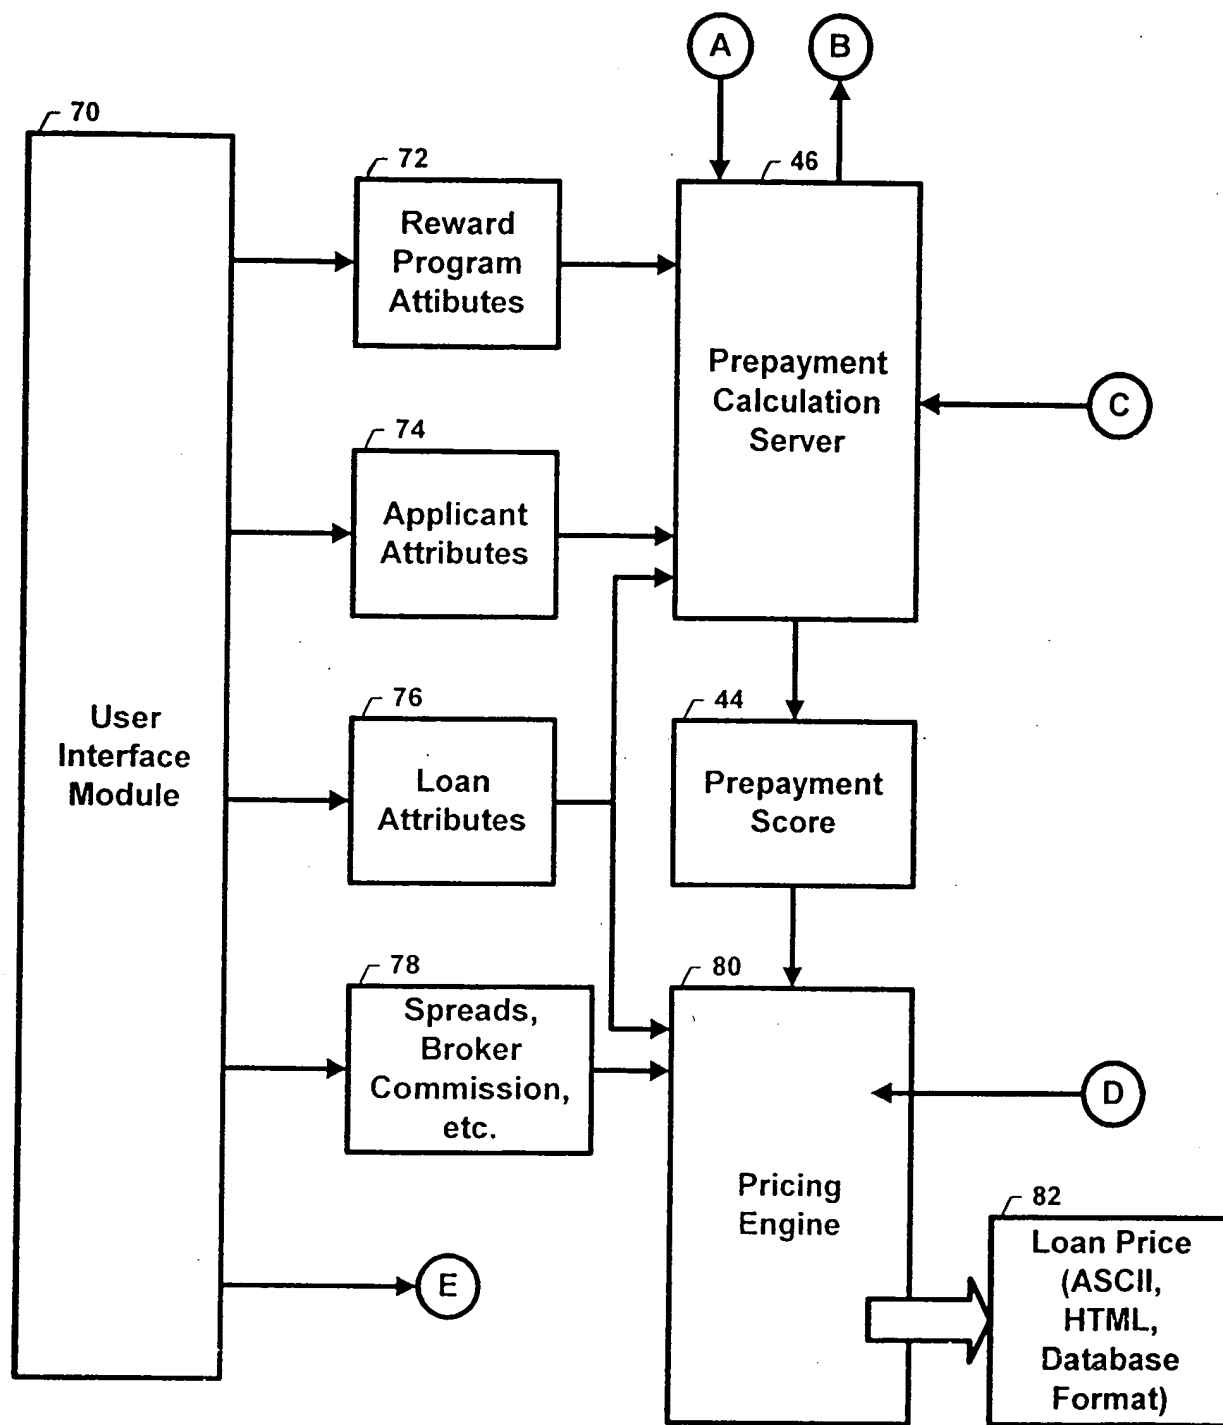 A
B
70
72
46
Reward
Program
Attibutes
Prepayment
Calculation
Server
C
74
Applicant
Attributes
76
44
User
Interface
Module
Loan
Attributes
Prepayment
Score
78
80
Spreads,
Broker
Commission,
etc.
D
Pricing
Engine
82
Loan Price
(ASCII,
HTML,
Database
Format)
E